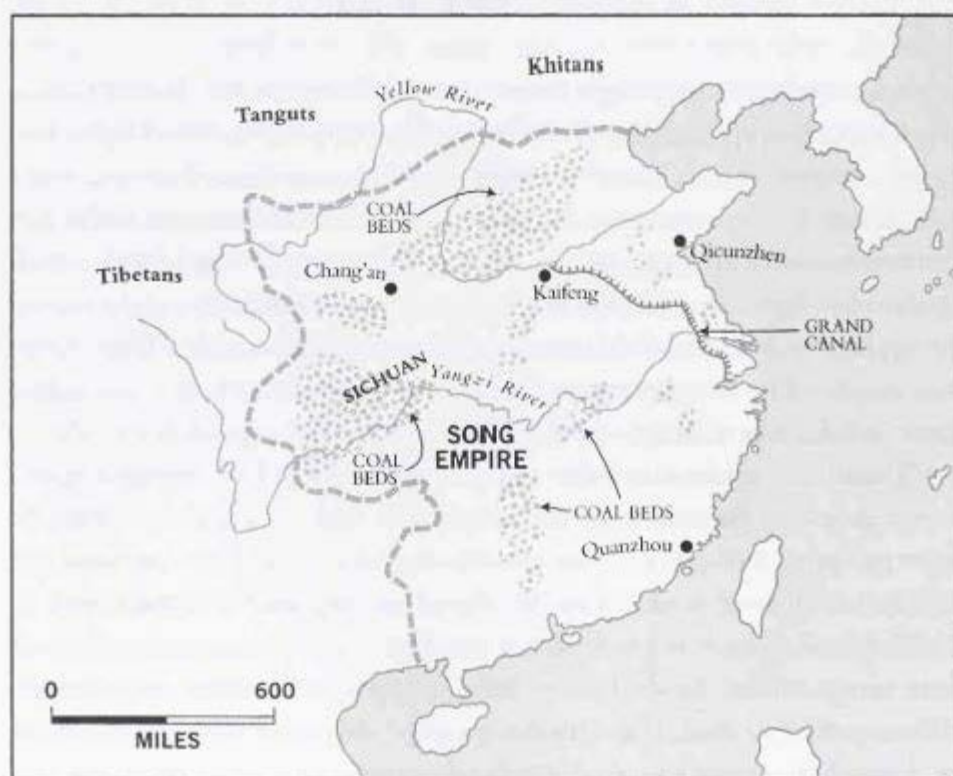 Khitans
Yellow River
Tanguts
COAL
BEDS
Tibetans
Chang'an
Kaifeng
Qicunzhen
GRAND
CANAL
SICHUAN
Yangzi River
SONG
EMPIRE
COAL
BEDS
COAL BEDS
Quanzhou
0 600
MILES